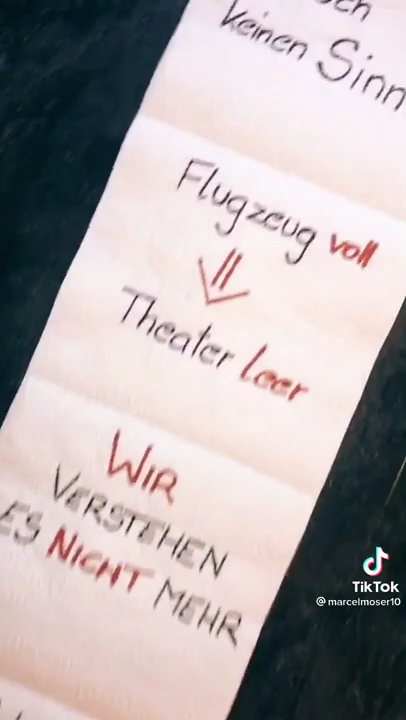 keinen Sinn
Flugzeug voll
Theater leer
WIR
VERSTEHEN
ES NICHT MEHR
TikTok
@marcelmoser10